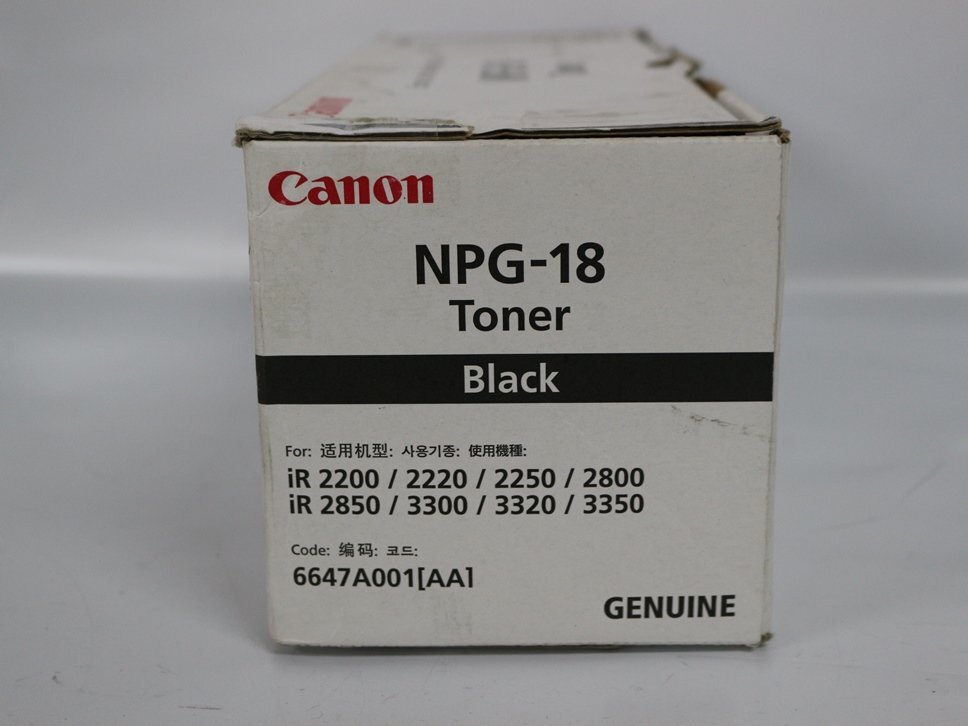 Canon
Canon
NPG-18
Toner
Black
For: 适用机型: 사용기종: 使用機種:
iR 2200 / 2220 / 2250 / 2800
iR 2850 / 3300 / 3320 / 3350
Code: 编码: 코드:
6647A001[AA]
GENUINE